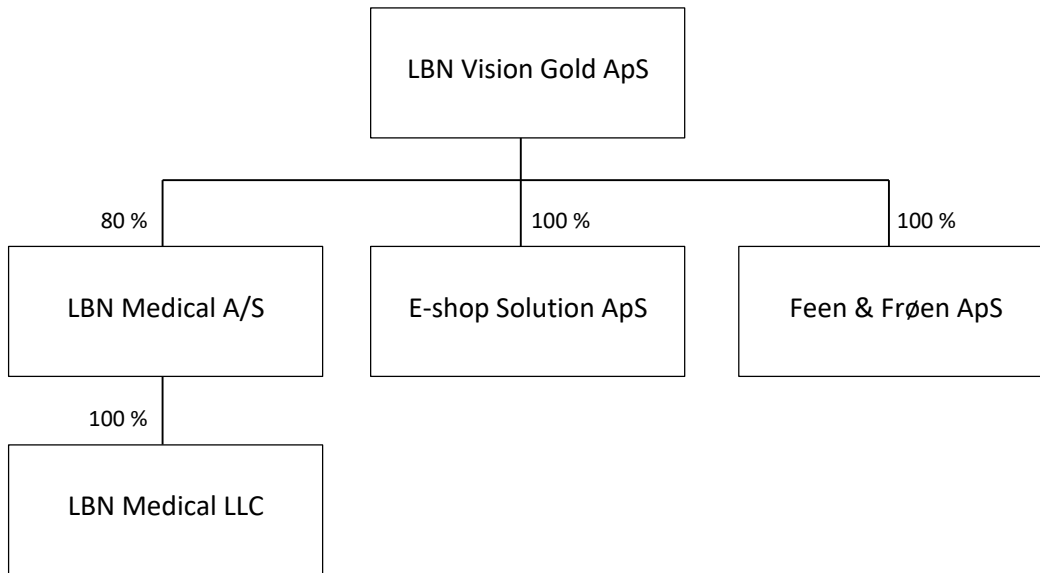 LBN Vision Gold ApS
80 %
100 %
100 %
LBN Medical A/S
E-shop Solution ApS
Feen & Frøen ApS
100 %
LBN Medical LLC